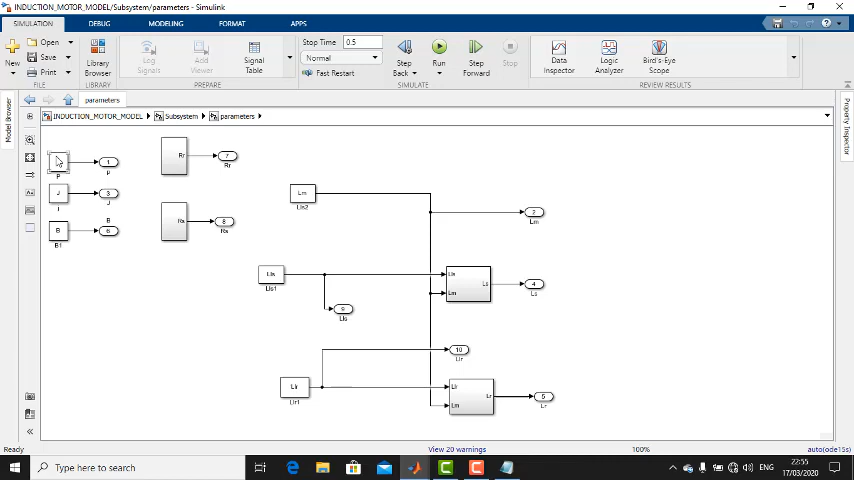 INDUCTION_MOTOR_MODEL/Subsystem/parameters - Simulink
SIMULATION DEBUG MODELING FORMAT APPS
New
Open
Save
Print
FILE
Library Browser
LIBRARY
Log Signals
Add Viewer
Signal Table
PREPARE
Stop Time 0.5
Normal
Fast Restart
Step Back
Run
Step Forward
Stop
SIMULATE
Data Inspector
Logic Analyzer
Bird's-Eye Scope
REVIEW RESULTS
parameters
INDUCTION_MOTOR_MODEL Subsystem parameters
Model Browser
Property Inspector
P
1
p
J
I
3
J
B
B1
B
6
Rr
7
Rr
Rs
8
Rs
Lm
Lls2
2
Lm
Lls
Lls1
9
Lls
Lls
Lm
Ls
4
Ls
Llr
Llr1
10
Llr
Llr
Lm
Lr
5
Lr
Ready
View 20 warnings
100%
auto(ode15s)
Type here to search
ENG
22:55
17/03/2020